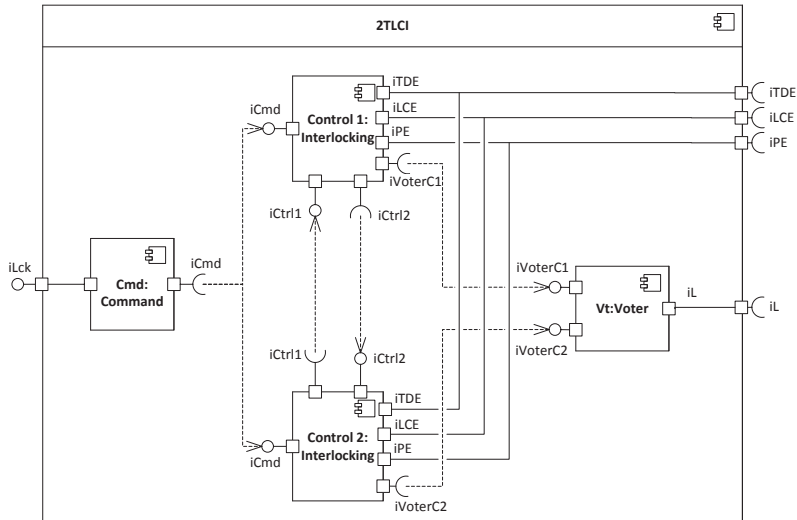 2TLCI
iTDE
iTDE
iCmd
Control 1:
Interlocking
iLCE
iLCE
iPE
iPE
iVoterC1
iCtrl1
iCtrl2
iLck
iCmd
Cmd:
Command
iVoterC1
Vt:Voter
iL
iL
iVoterC2
iCtrl1
iCtrl2
iTDE
Control 2:
Interlocking
iLCE
iPE
iCmd
iVoterC2